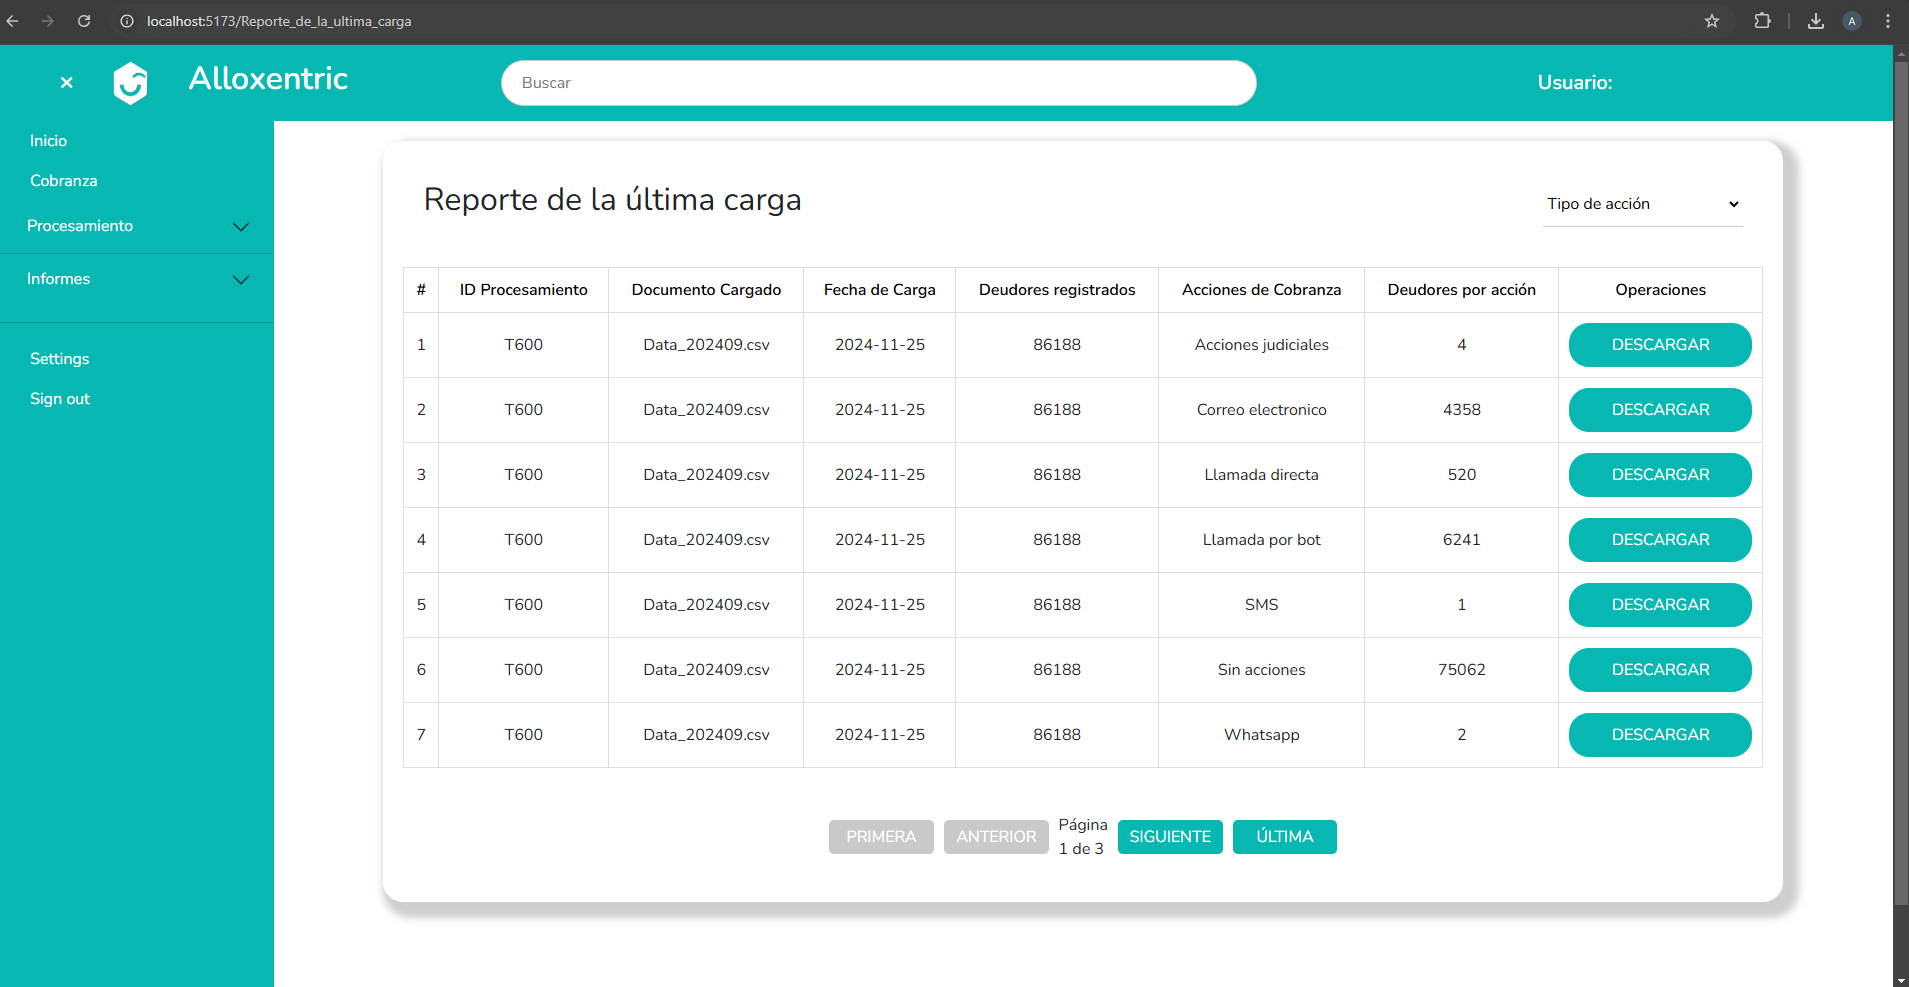 localhost:5173/Reporte_de_la_ultima_carga
A
Alloxentric
Buscar
Usuario:
Inicio
Cobranza
Procesamiento
Informes
Settings
Sign out
Reporte de la última carga
Tipo de acción
# ID Procesamiento Documento Cargado Fecha de Carga Deudores registrados Acciones de Cobranza Deudores por acción Operaciones
1 T600 Data_202409.csv 2024-11-25 86188 Acciones judiciales 4 DESCARGAR
2 T600 Data_202409.csv 2024-11-25 86188 Correo electronico 4358 DESCARGAR
3 T600 Data_202409.csv 2024-11-25 86188 Llamada directa 520 DESCARGAR
4 T600 Data_202409.csv 2024-11-25 86188 Llamada por bot 6241 DESCARGAR
5 T600 Data_202409.csv 2024-11-25 86188 SMS 1 DESCARGAR
6 T600 Data_202409.csv 2024-11-25 86188 Sin acciones 75062 DESCARGAR
7 T600 Data_202409.csv 2024-11-25 86188 Whatsapp 2 DESCARGAR
PRIMERA ANTERIOR Página 1 de 3 SIGUIENTE ÚLTIMA